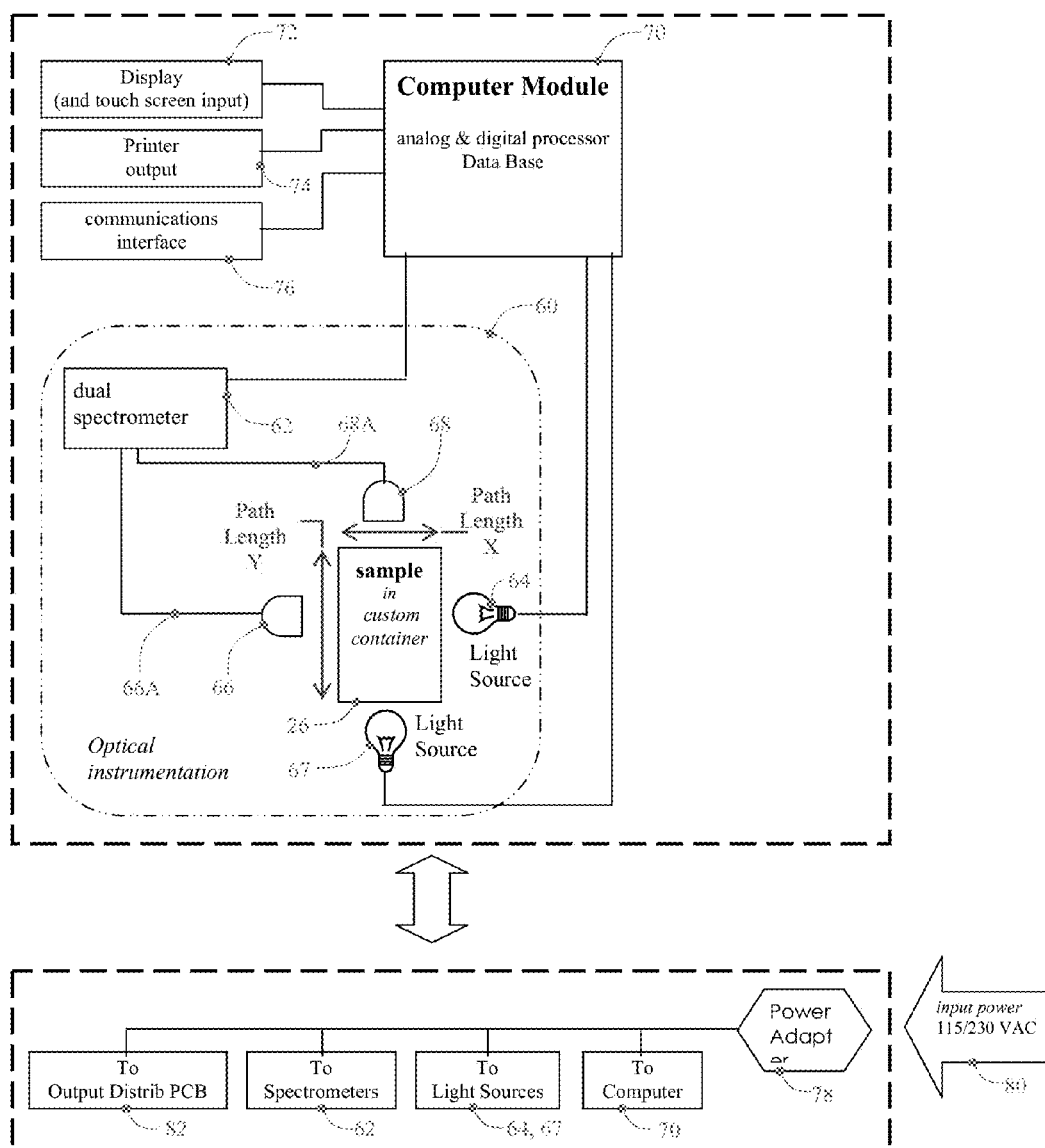 72
70
Display
(and touch screen input)
Computer Module
analog & digital processor
Data Base
Printer
output
74
communications
interface
76
60
dual
spectrometer
62
68A
68
Path
Length
Y
Path
Length
X
sample
in
custom
container
64
Light
Source
66A
66
26
Light
Source
67
Optical
instrumentation
Power
Adapt
er
input power
115/230 VAC
To
Output Distrib PCB
To
Spectrometers
To
Light Sources
To
Computer
78
80
82
62
64, 67
70